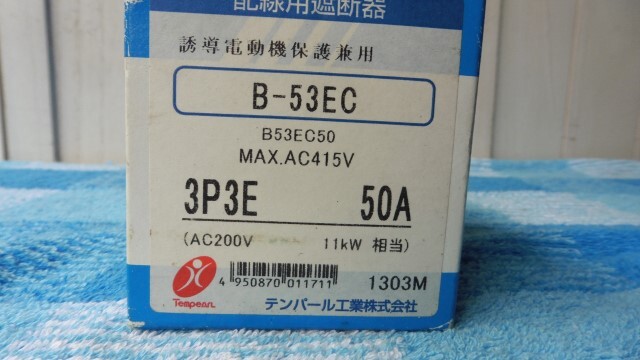 配線用遮断器
誘導電動機保護兼用
B-53EC
B53EC50
MAX.AC415V
3P3E 50A
(AC200V 11kW 相当)
4 950870 011711 1303M
Tempearl テンパール工業株式会社